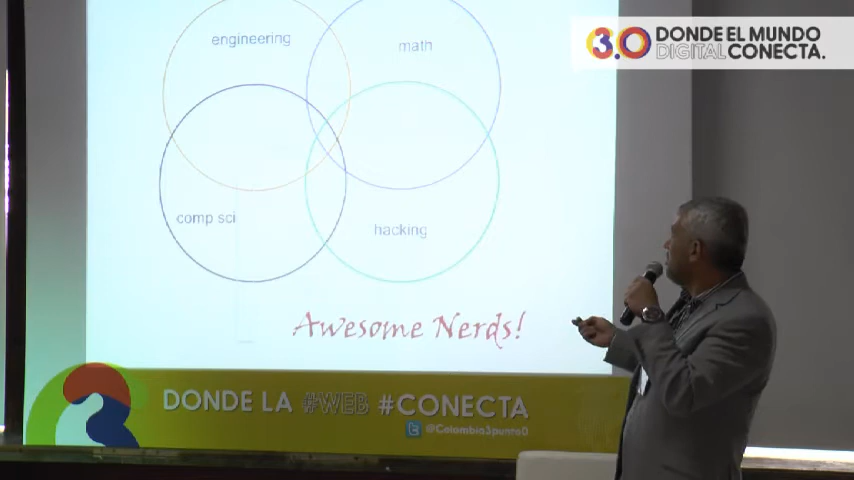 engineering
math
comp sci
hacking
Awesome Nerds!
3.0 DONDE EL MUNDO
DIGITAL CONECTA.
DONDE LA #WEB #CONECTA
@Colombia3punto0